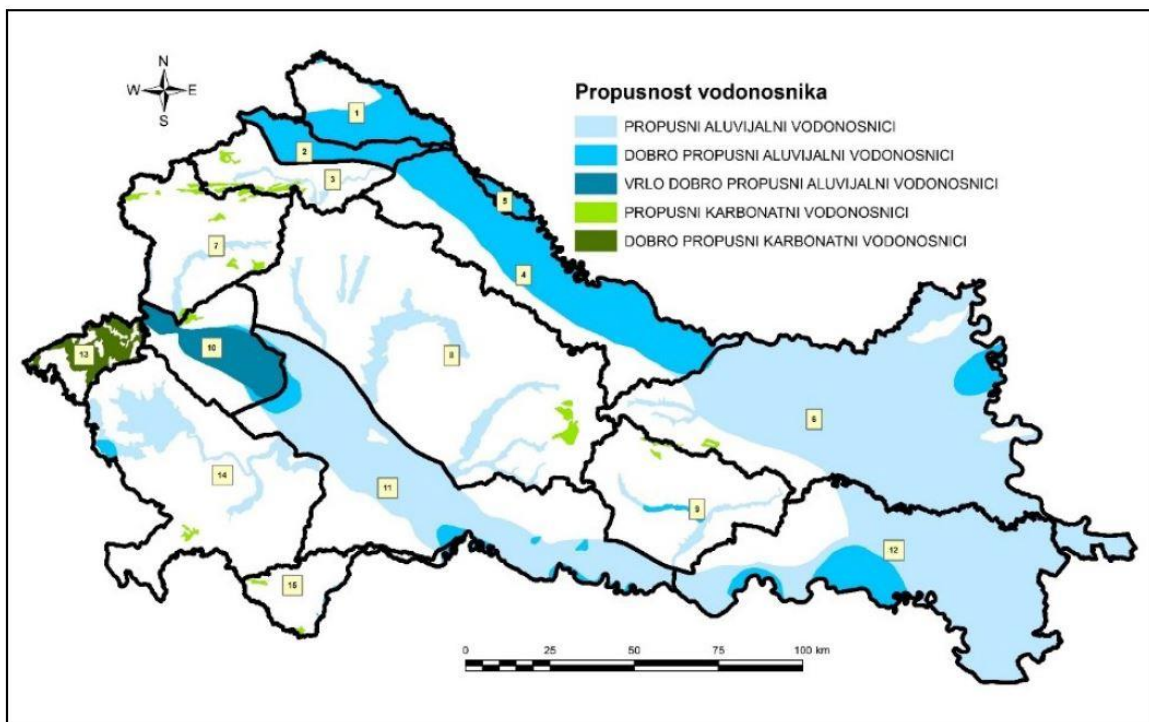 N
W E
S
Propusnost vodonosnika
PROPUSNI ALUVIJALNI VODONOSNICI
DOBRO PROPUSNI ALUVIJALNI VODONOSNICI
VRLO DOBRO PROPUSNI ALUVIJALNI VODONOSNICI
PROPUSNI KARBONATNI VODONOSNICI
DOBRO PROPUSNI KARBONATNI VODONOSNICI
1
2
3
5
7
4
10
13
8
6
14
11
9
12
15
0 25 50 75 100 km